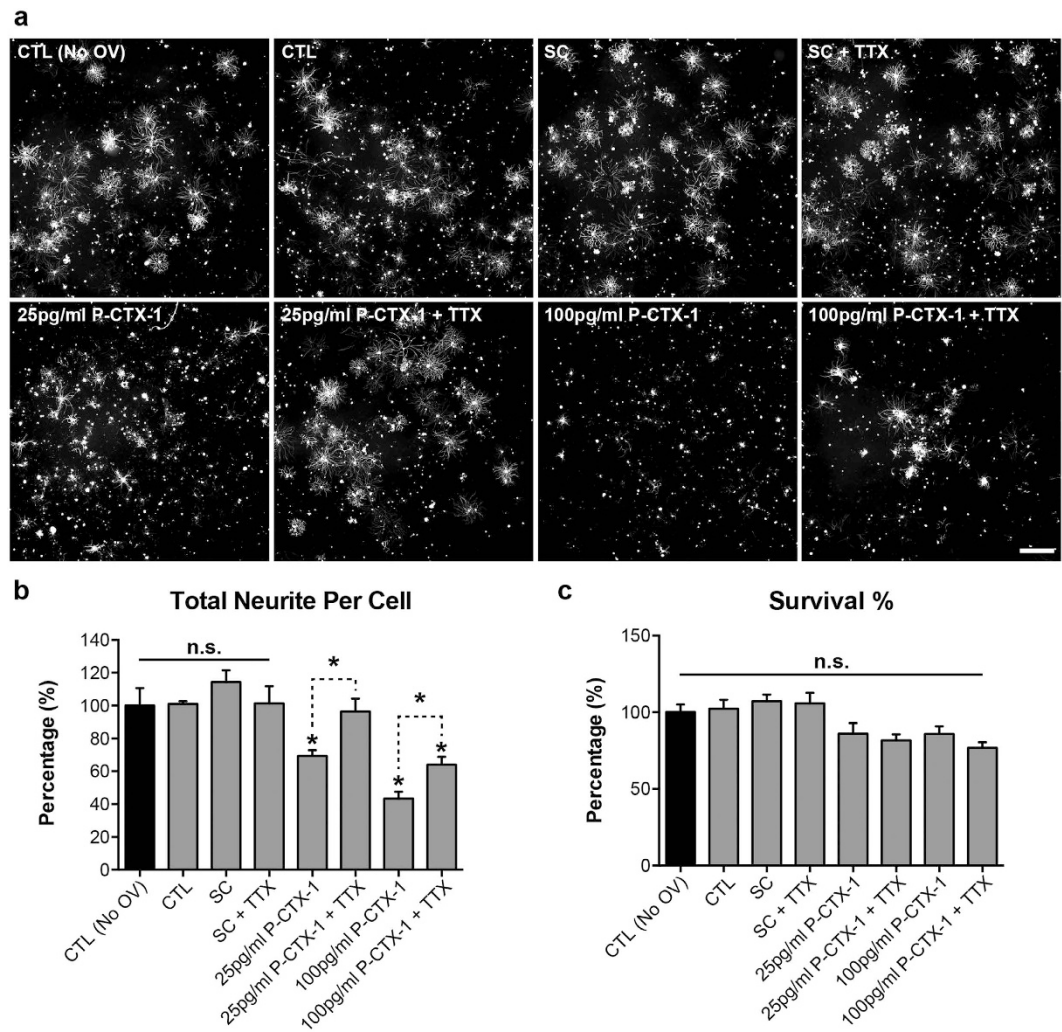 a
CTL (No OV)
CTL
SC
SC + TTX
25pg/ml P-CTX-1
25pg/ml P-CTX-1 + TTX
100pg/ml P-CTX-1
100pg/ml P-CTX-1 + TTX
b
Total Neurite Per Cell
Percentage (%)
140
120
100
80
60
40
20
0
n.s.
*
*
*
*
*
CTL (No OV)
CTL
SC
SC + TTX
25pg/ml P-CTX-1
25pg/ml P-CTX-1 + TTX
100pg/ml P-CTX-1
100pg/ml P-CTX-1 + TTX
c
Survival %
Percentage (%)
150
100
50
0
n.s.
CTL (No OV)
CTL
SC
SC + TTX
25pg/ml P-CTX-1
25pg/ml P-CTX-1 + TTX
100pg/ml P-CTX-1
100pg/ml P-CTX-1 + TTX